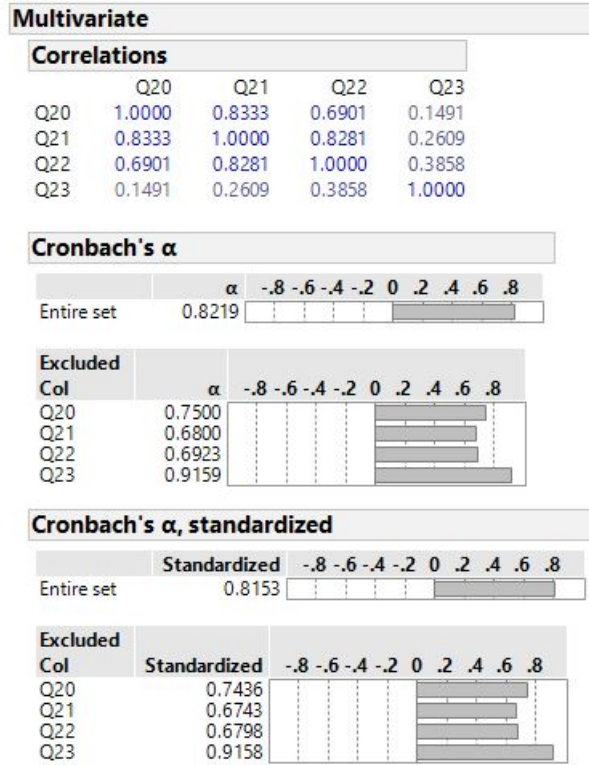 Multivariate
Correlations
Q20 Q21 Q22 Q23
Q20 1.0000 0.8333 0.6901 0.1491
Q21 0.8333 1.0000 0.8281 0.2609
Q22 0.6901 0.8281 1.0000 0.3858
Q23 0.1491 0.2609 0.3858 1.0000
Cronbach's α
α -.8 -.6 -.4 -.2 0 .2 .4 .6 .8
Entire set 0.8219
Excluded
Col α -.8 -.6 -.4 -.2 0 .2 .4 .6 .8
Q20 0.7500
Q21 0.6800
Q22 0.6923
Q23 0.9159
Cronbach's α, standardized
Standardized -.8 -.6 -.4 -.2 0 .2 .4 .6 .8
Entire set 0.8153
Excluded
Col Standardized -.8 -.6 -.4 -.2 0 .2 .4 .6 .8
Q20 0.7436
Q21 0.6743
Q22 0.6798
Q23 0.9158